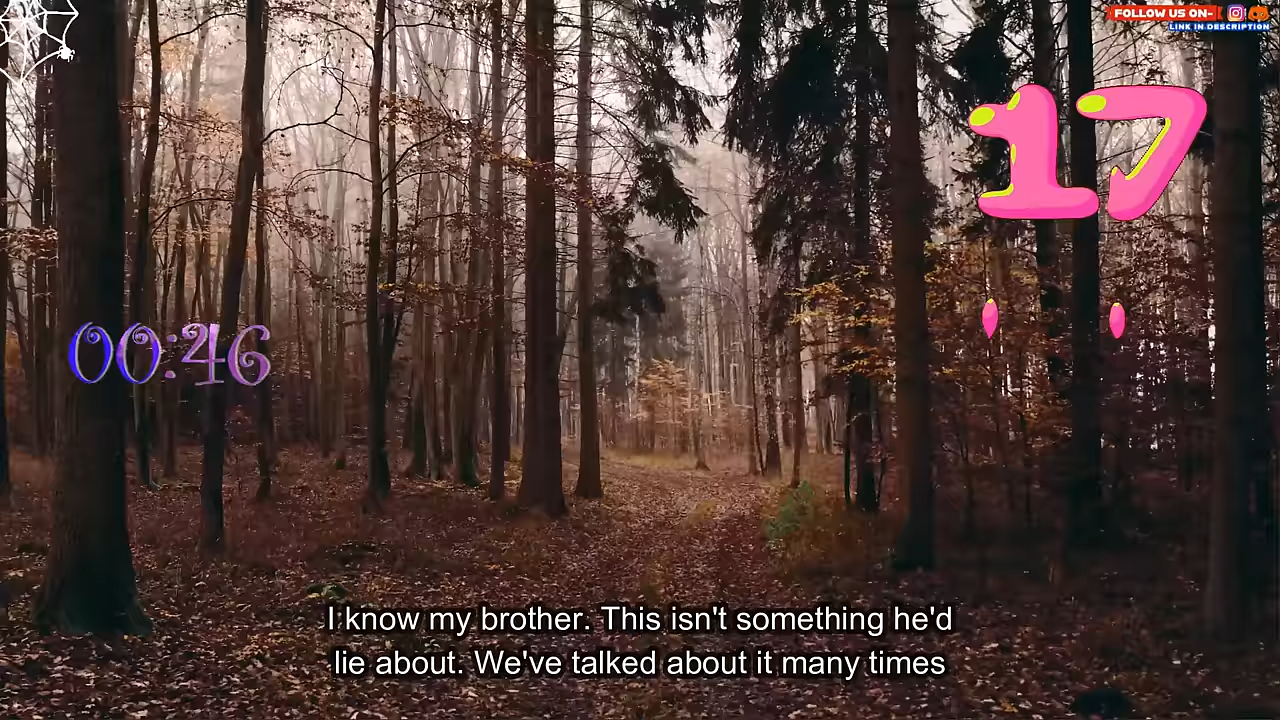 FOLLOW US ON-
LINK IN DESCRIPTION
17
00:46
I know my brother. This isn't something he'd
lie about. We've talked about it many times